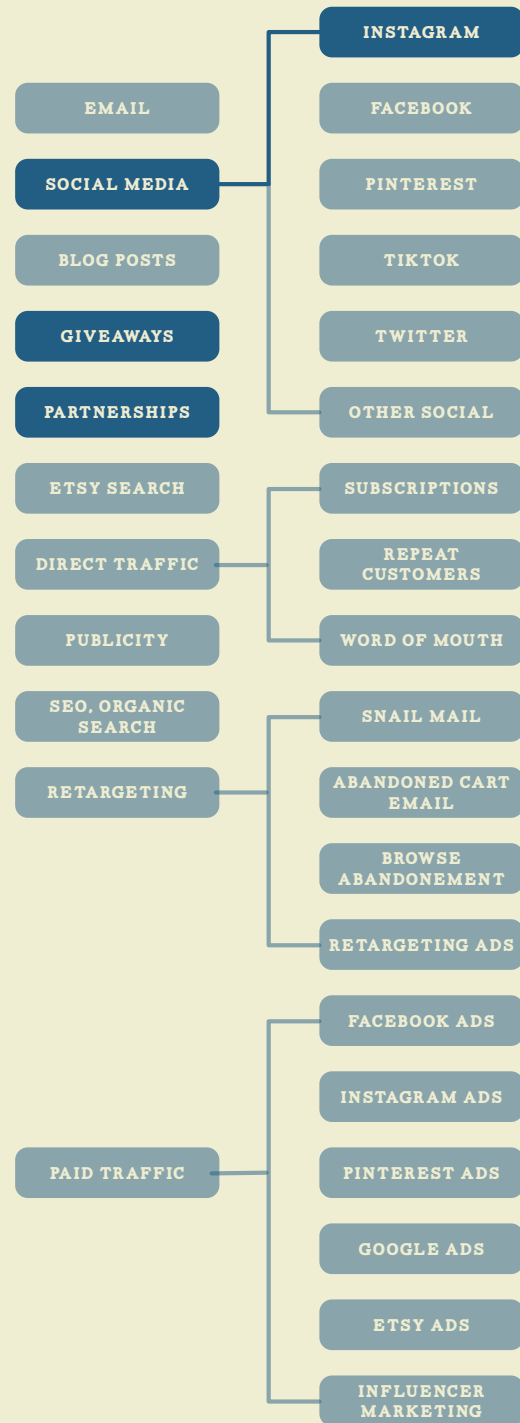 INSTAGRAM
EMAIL
FACEBOOK
SOCIAL MEDIA
PINTEREST
BLOG POSTS
TIKTOK
GIVEAWAYS
TWITTER
PARTNERSHIPS
OTHER SOCIAL
ETSY SEARCH
SUBSCRIPTIONS
DIRECT TRAFFIC
REPEAT
CUSTOMERS
PUBLICITY
WORD OF MOUTH
SEO, ORGANIC
SEARCH
SNAIL MAIL
RETARGETING
ABANDONED CART
EMAIL
BROWSE
ABANDONEMENT
RETARGETING ADS
FACEBOOK ADS
INSTAGRAM ADS
PAID TRAFFIC
PINTEREST ADS
GOOGLE ADS
ETSY ADS
INFLUENCER
MARKETING